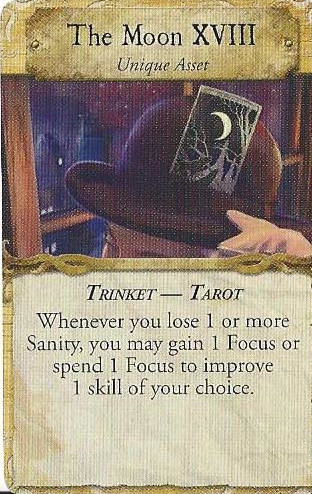 The Moon XVIII
Unique Asset
Trinket — Tarot
Whenever you lose 1 or more
Sanity, you may gain 1 Focus or
spend 1 Focus to improve
1 skill of your choice.